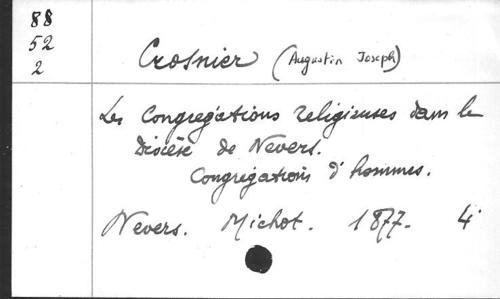 88
52
2
Crosnier (Augustin Joseph)
Les Congrégations religieuses dans le
Diocèse de Nevers.
Congrégations d'hommes.
Nevers. Michot. 1877. 4°